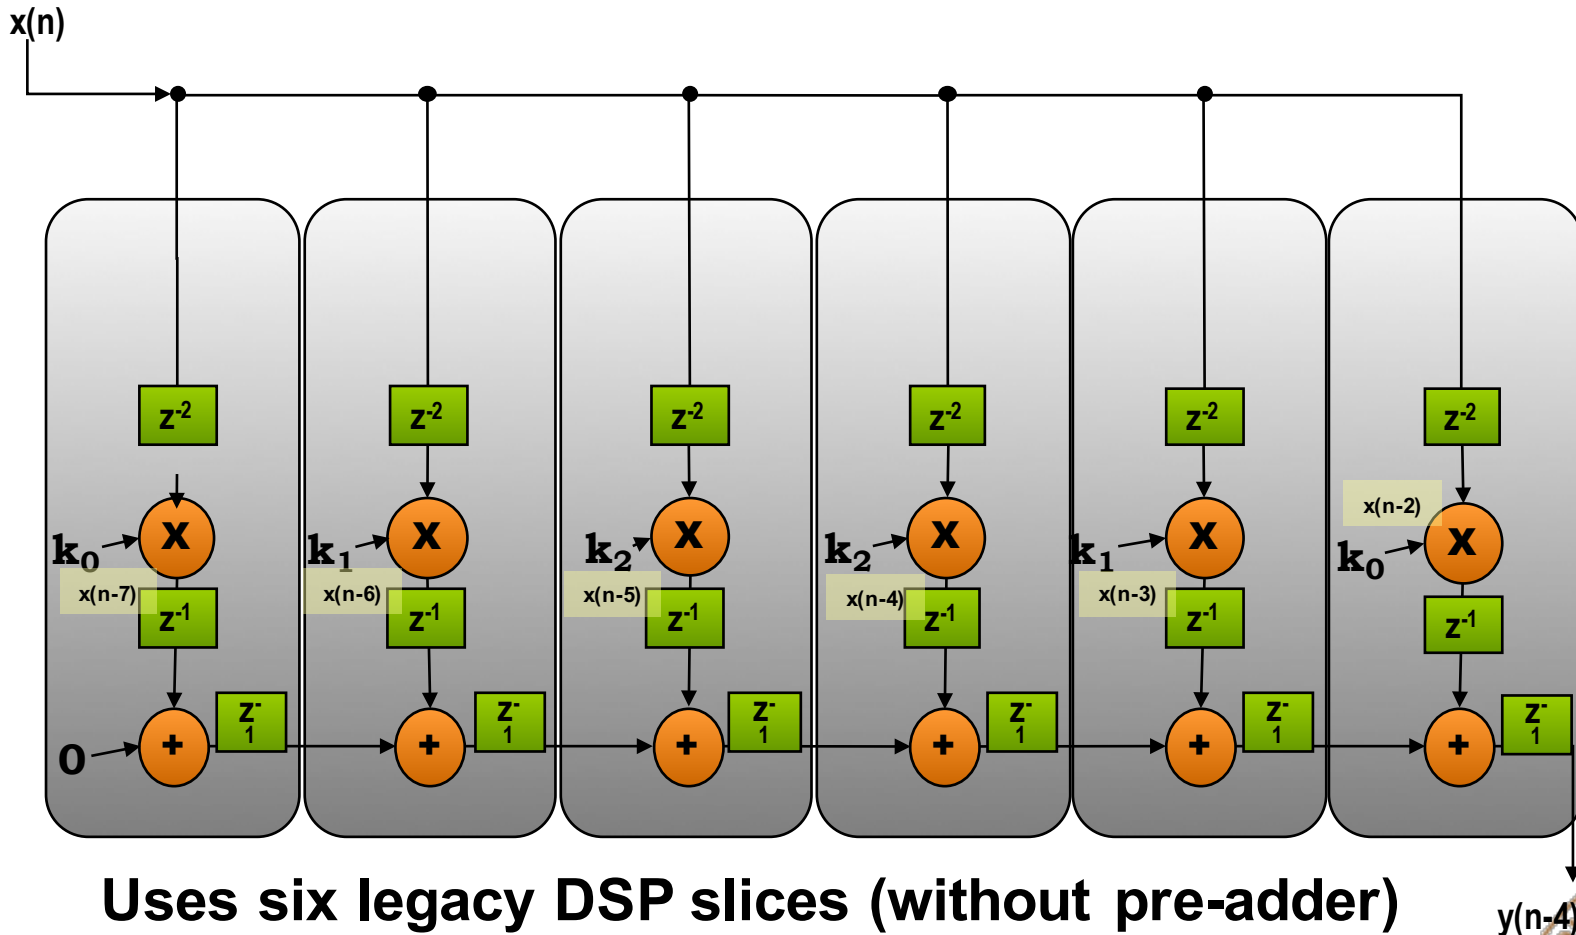 x(n)
z-2 z-2 z-2 z-2 z-2 z-2
x(n-2)
X X X X X X
k0 k1 k2 k2 k1 k0
x(n-7) x(n-6) x(n-5) x(n-4) x(n-3)
z-1 z-1 z-1 z-1 z-1 z-1
z-1 z-1 z-1 z-1 z-1 z-1
0 + + + + + +
Uses six legacy DSP slices (without pre-adder)
y(n-4)